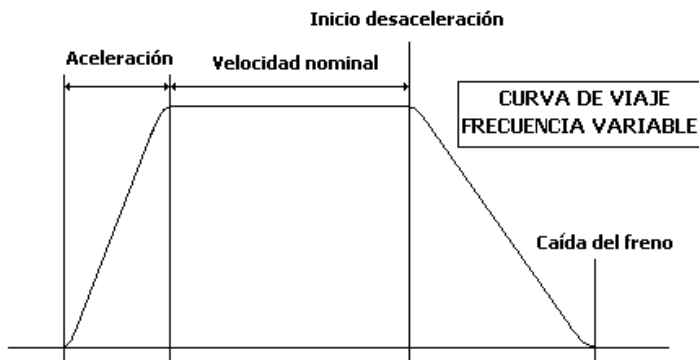 Inicio desaceleración
Aceleración
Velocidad nominal
CURVA DE VIAJE
FRECUENCIA VARIABLE
Caída del freno